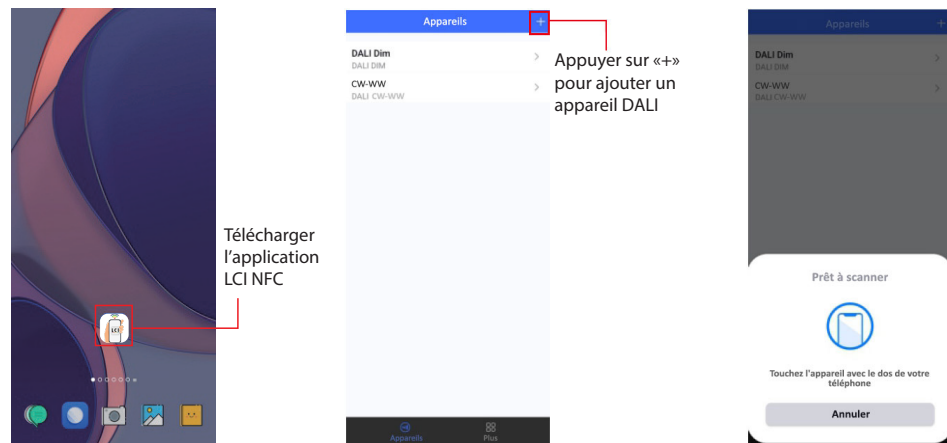 LCI
Télécharger
l'application
LCI NFC
Appareils +
DALI Dim
DALI DIM
CW-WW
DALI CW-WW
Appareils
Plus
Appuyer sur «+»
pour ajouter un
appareil DALI
Appareils +
DALI Dim
DALI DIM
CW-WW
DALI CW-WW
Prêt à scanner
Touchez l'appareil avec le dos de votre
téléphone
Annuler